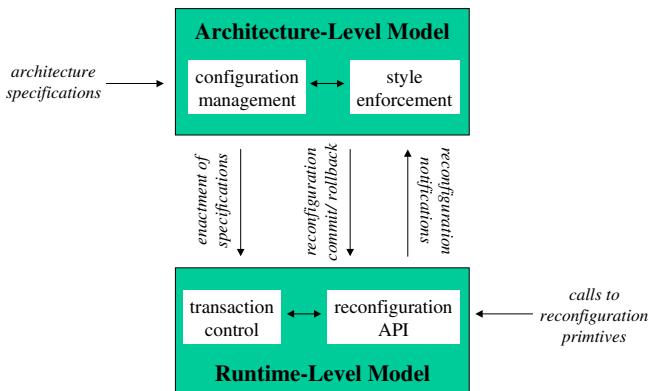 Architecture-Level Model
architecture
specifications
configuration
management
style
enforcement
enactment of
specifications
reconfiguration
commit/ rollback
reconfiguration
notifications
transaction
control
reconfiguration
API
calls to
reconfiguration
primtives
Runtime-Level Model